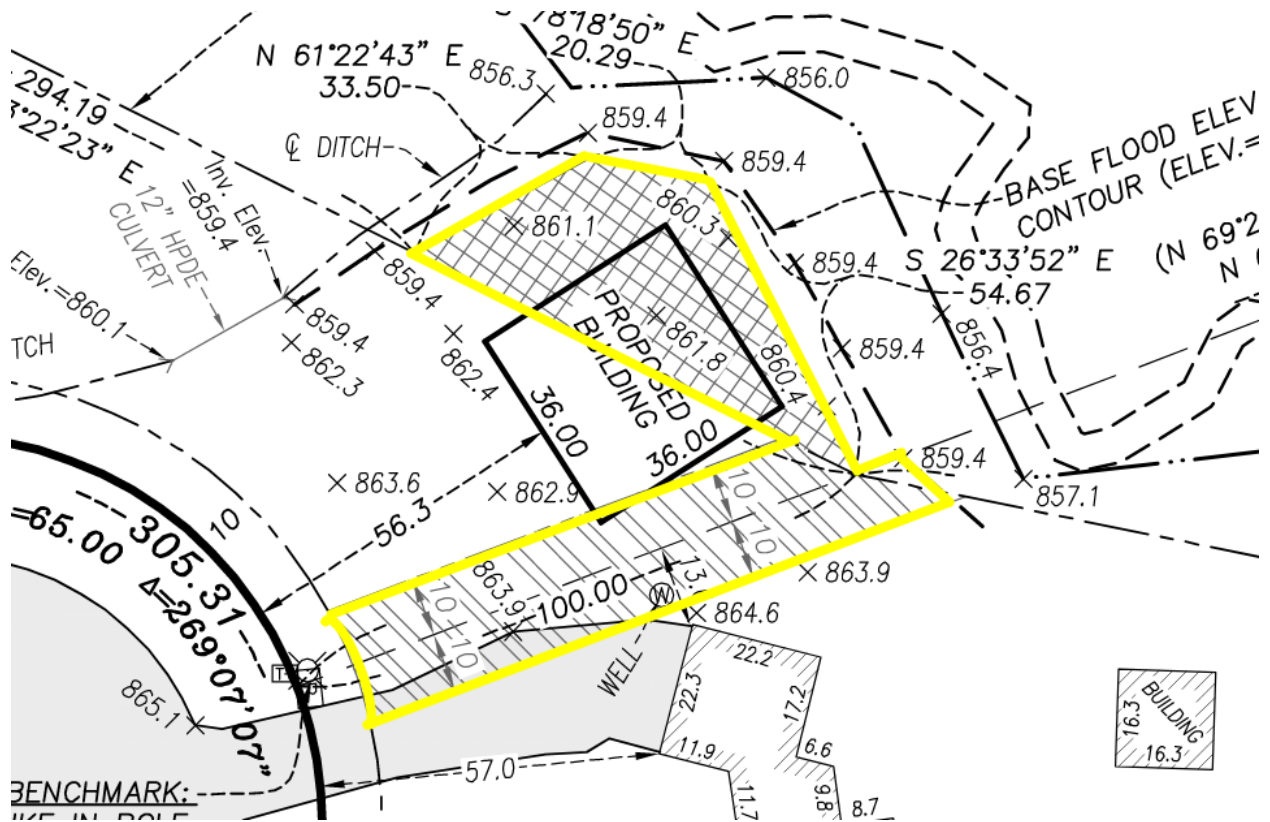 78°18'50" E
20.29
N 61°22'43" E
33.50
856.3
856.0
294.19
3°22'23" E
859.4
℄ DITCH
859.4
BASE FLOOD ELEV
CONTOUR (ELEV.=
Inv. Elev.
=859.4
12" HPDE
CULVERT
861.1
860.3
Elev.=860.1
859.4
859.4
S 26°33'52" E
54.67
(N 69°2
N
TCH
859.4
862.3
862.4
PROPOSED
BUILDING
861.8
860.4
859.4
856.4
36.00
36.00
859.4
857.1
863.6
862.9
56.3
10
10
10
=65.00
305.31
Δ=269°07'07"
863.9
100.00
13.
W
863.9
864.6
10
10
WELL
T
865.1
22.2
22.3
17.2
11.9
6.6
9.8
11.7
8.7
57.0
BUILDING
16.3
16.3
BENCHMARK: